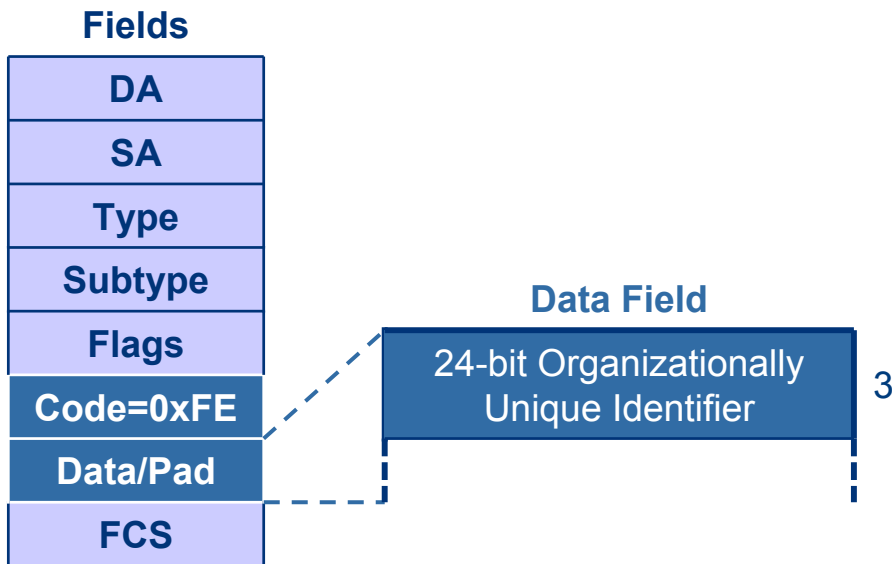 Fields
DA
SA
Type
Subtype
Flags
Code=0xFE
Data/Pad
FCS
Data Field
24-bit Organizationally
Unique Identifier
3